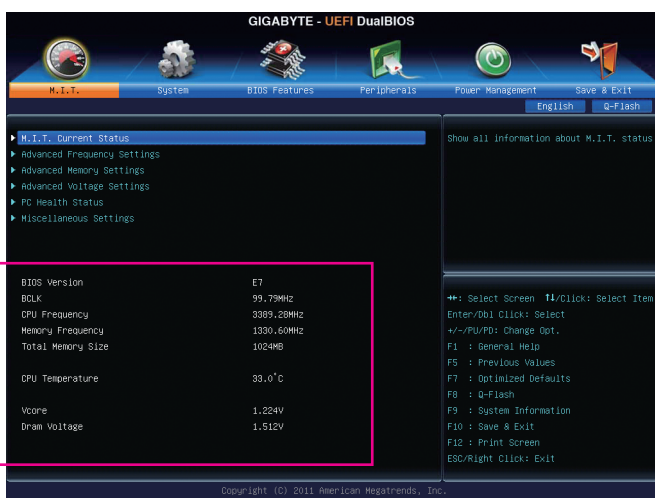 GIGABYTE - UEFI DualBIOS
M.I.T. System BIOS Features Peripherals Power Management Save & Exit
English Q-Flash
M.I.T. Current Status
Advanced Frequency Settings
Advanced Memory Settings
Advanced Voltage Settings
PC Health Status
Miscellaneous Settings
BIOS Version E7
BCLK 99.79MHz
CPU Frequency 3389.28MHz
Memory Frequency 1330.60MHz
Total Memory Size 1024MB
CPU Temperature 33.0°C
Vcore 1.224V
Dram Voltage 1.512V
Show all information about M.I.T. status
→←: Select Screen ↑↓/Click: Select Item
Enter/Dbl Click: Select
+/-/PU/PD: Change Opt.
F1 : General Help
F5 : Previous Values
F7 : Optimized Defaults
F8 : Q-Flash
F9 : System Information
F10 : Save & Exit
F12 : Print Screen
ESC/Right Click: Exit
Copyright (C) 2011 American Megatrends, Inc.